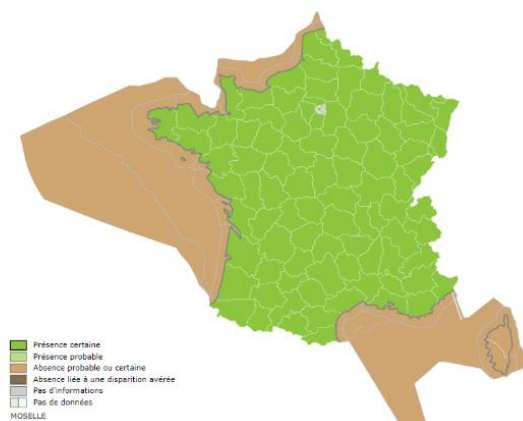 Présence certaine
Présence probable
Absence probable ou certaine
Absence liée à une disparition avérée
Pas d'informations
Pas de données
MOSELLE